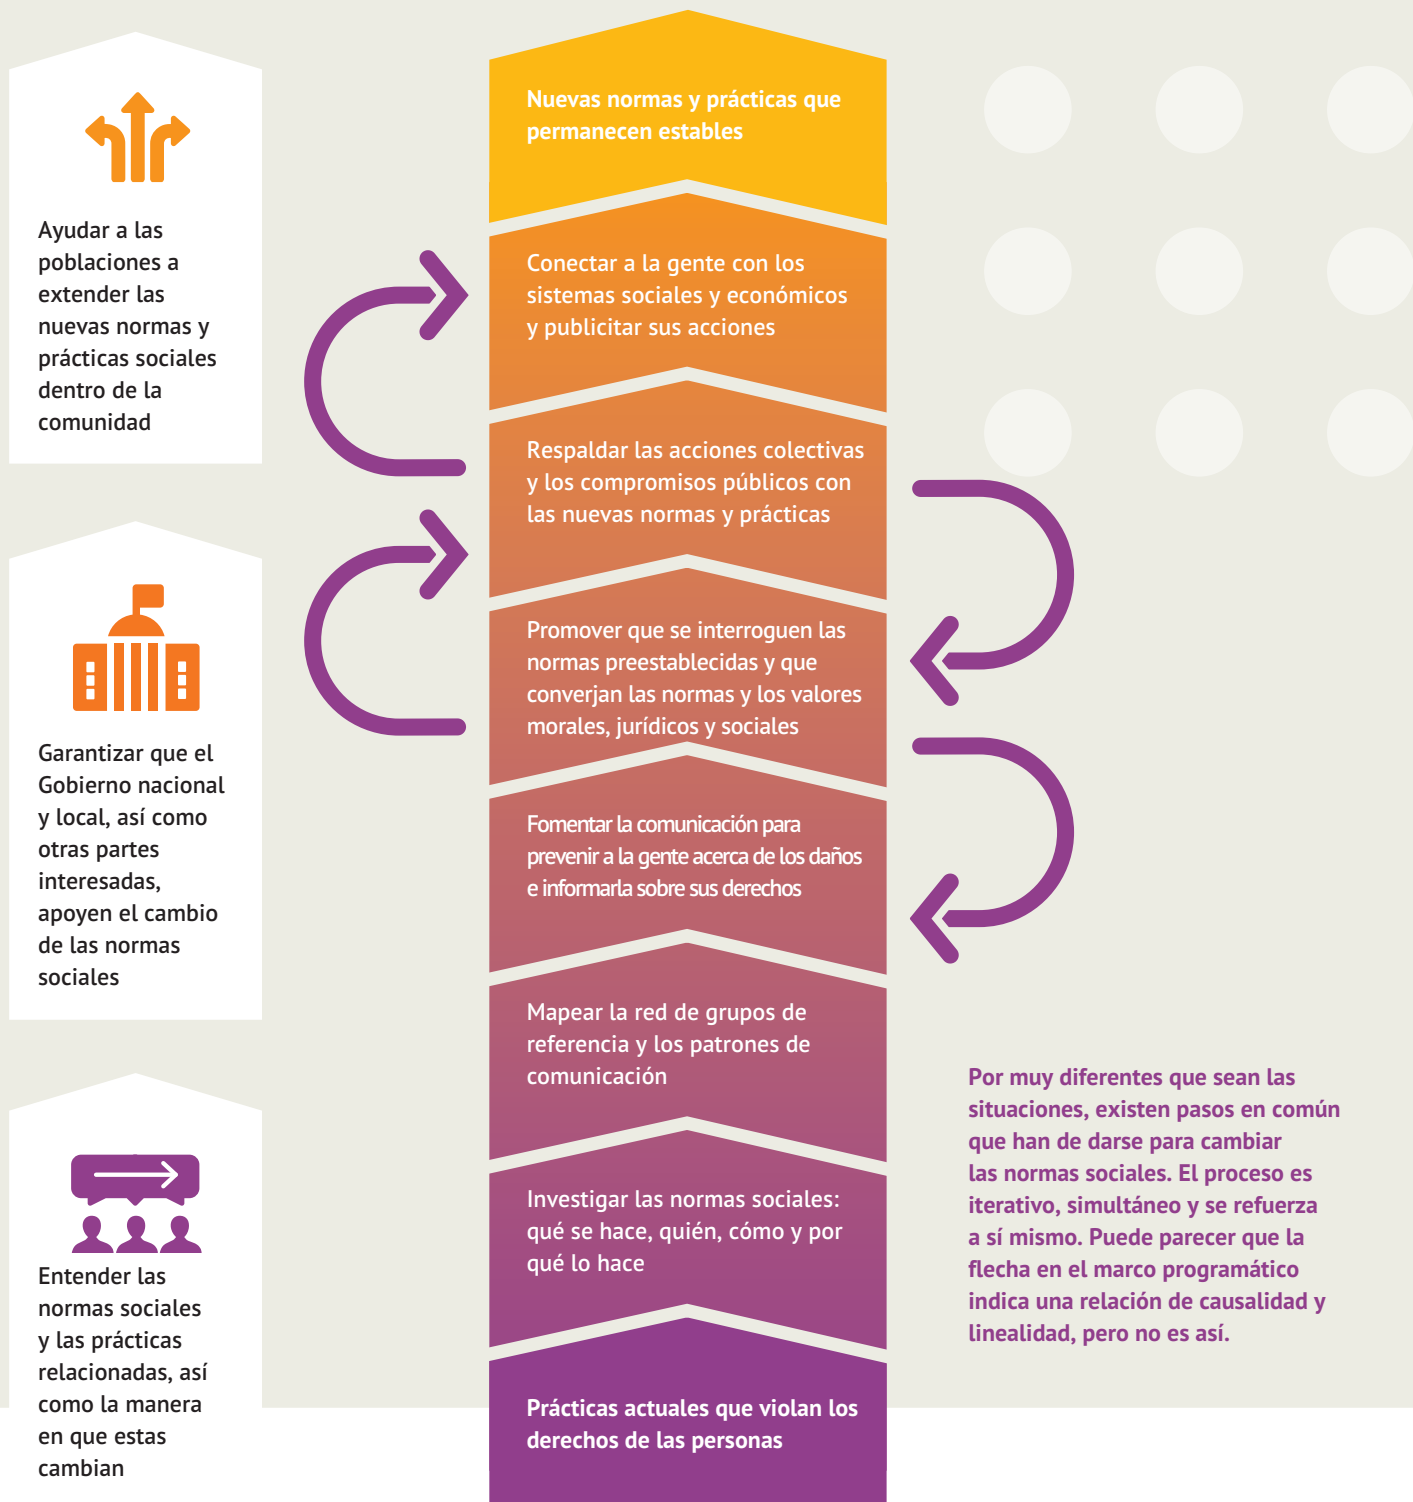 Ayudar a las
poblaciones a
extender las
nuevas normas y
prácticas sociales
dentro de la
comunidad
Garantizar que el
Gobierno nacional
y local, así como
otras partes
interesadas,
apoyen el cambio
de las normas
sociales
Entender las
normas sociales
y las prácticas
relacionadas, así
como la manera
en que estas
cambian
Nuevas normas y prácticas que
permanecen estables
Conectar a la gente con los
sistemas sociales y económicos
y publicitar sus acciones
Respaldar las acciones colectivas
y los compromisos públicos con
las nuevas normas y prácticas
Promover que se interroguen las
normas preestablecidas y que
converjan las normas y los valores
morales, jurídicos y sociales
Fomentar la comunicación para
prevenir a la gente acerca de los daños
e informarla sobre sus derechos
Mapear la red de grupos de
referencia y los patrones de
comunicación
Investigar las normas sociales:
qué se hace, quién, cómo y por
qué lo hace
Prácticas actuales que violan los
derechos de las personas
Por muy diferentes que sean las
situaciones, existen pasos en común
que han de darse para cambiar
las normas sociales. El proceso es
iterativo, simultáneo y se refuerza
a sí mismo. Puede parecer que la
flecha en el marco programático
indica una relación de causalidad y
linealidad, pero no es así.